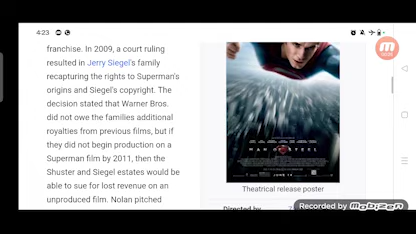 4:23
franchise. In 2009, a court ruling
resulted in Jerry Siegel's family
recapturing the rights to Superman's
origins and Siegel's copyright. The
decision stated that Warner Bros.
did not owe the families additional
royalties from previous films, but if
they did not begin production on a
Superman film by 2011, then the
Shuster and Siegel estates would be
able to sue for lost revenue on an
unproduced film. Nolan pitched
MAN OF STEEL
JUNE 14
Theatrical release poster
Directed by
Recorded by Mobizen